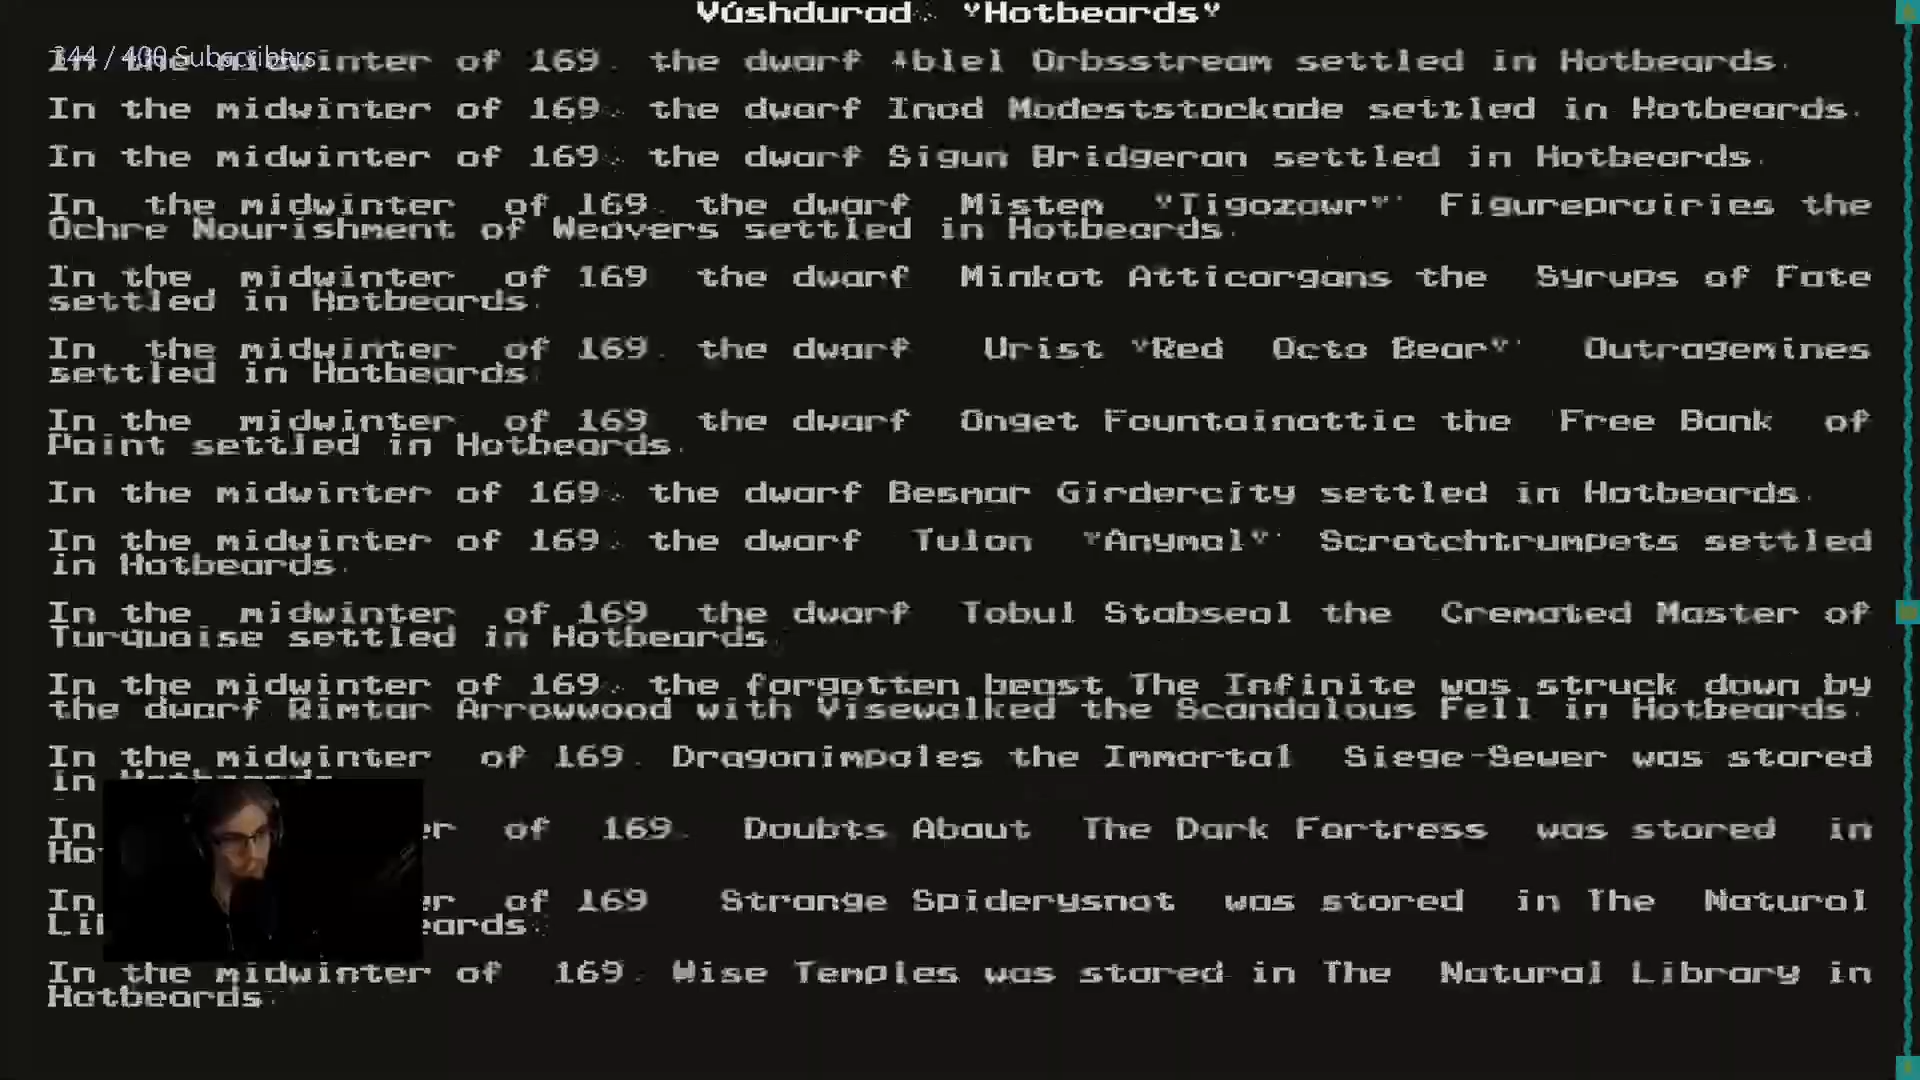 Vúshdurad, "Hotbeards"
344 / 400 Subscribers
In the midwinter of 169, the dwarf Ablel Orbsstream settled in Hotbeards.
In the midwinter of 169, the dwarf Inod Modeststockade settled in Hotbeards.
In the midwinter of 169, the dwarf Sigun Bridgeran settled in Hotbeards.
In the midwinter of 169, the dwarf Mistem "Tigozawr" Figureprairies the
Ochre Nourishment of Weavers settled in Hotbeards.
In the midwinter of 169, the dwarf Minkot Atticorgans the Syrups of Fate
settled in Hotbeards.
In the midwinter of 169, the dwarf Urist "Red Octo Bear" Outragemines
settled in Hotbeards.
In the midwinter of 169, the dwarf Onget Fountainattic the Free Bank of
Paint settled in Hotbeards.
In the midwinter of 169, the dwarf Besmar Girdercity settled in Hotbeards.
In the midwinter of 169, the dwarf Tulon "Anymal" Scratchtrumpets settled
in Hotbeards.
In the midwinter of 169, the dwarf Tobul Stabseal the Cremated Master of
Turquoise settled in Hotbeards.
In the midwinter of 169, the forgotten beast The Infinite was struck down by
the dwarf Rimtar Arrowwood with Visewalked the Scandalous Fell in Hotbeards.
In the midwinter of 169, Dragonimpales the Immortal Siege-Sewer was stored
in Hotbeards
In of 169, Doubts About The Dark Fortress was stored in
In of 169, Strange Spiderysnot was stored in The Natural
In the midwinter of 169, Wise Temples was stored in The Natural Library in
Hotbeards.